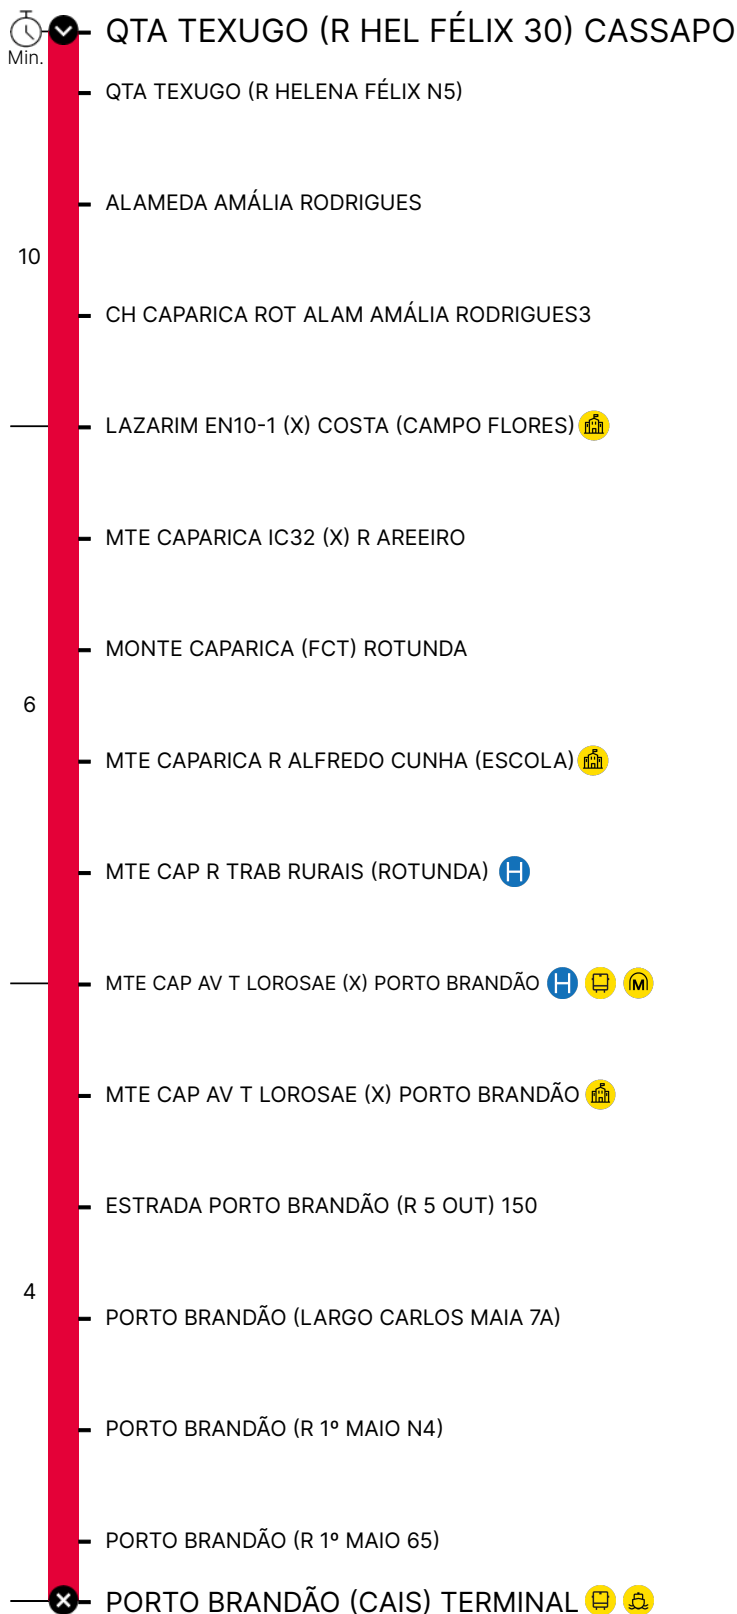 QTA TEXUGO (R HEL FÉLIX 30) CASSAPO
Min.
QTA TEXUGO (R HELENA FÉLIX N5)
ALAMEDA AMÁLIA RODRIGUES
10
CH CAPARICA ROT ALAM AMÁLIA RODRIGUES3
LAZARIM EN10-1 (X) COSTA (CAMPO FLORES)
MTE CAPARICA IC32 (X) R AREEIRO
MONTE CAPARICA (FCT) ROTUNDA
6
MTE CAPARICA R ALFREDO CUNHA (ESCOLA)
MTE CAP R TRAB RURAIS (ROTUNDA) H
MTE CAP AV T LOROSAE (X) PORTO BRANDÃO H M
MTE CAP AV T LOROSAE (X) PORTO BRANDÃO
ESTRADA PORTO BRANDÃO (R 5 OUT) 150
4
PORTO BRANDÃO (LARGO CARLOS MAIA 7A)
PORTO BRANDÃO (R 1º MAIO N4)
PORTO BRANDÃO (R 1º MAIO 65)
PORTO BRANDÃO (CAIS) TERMINAL